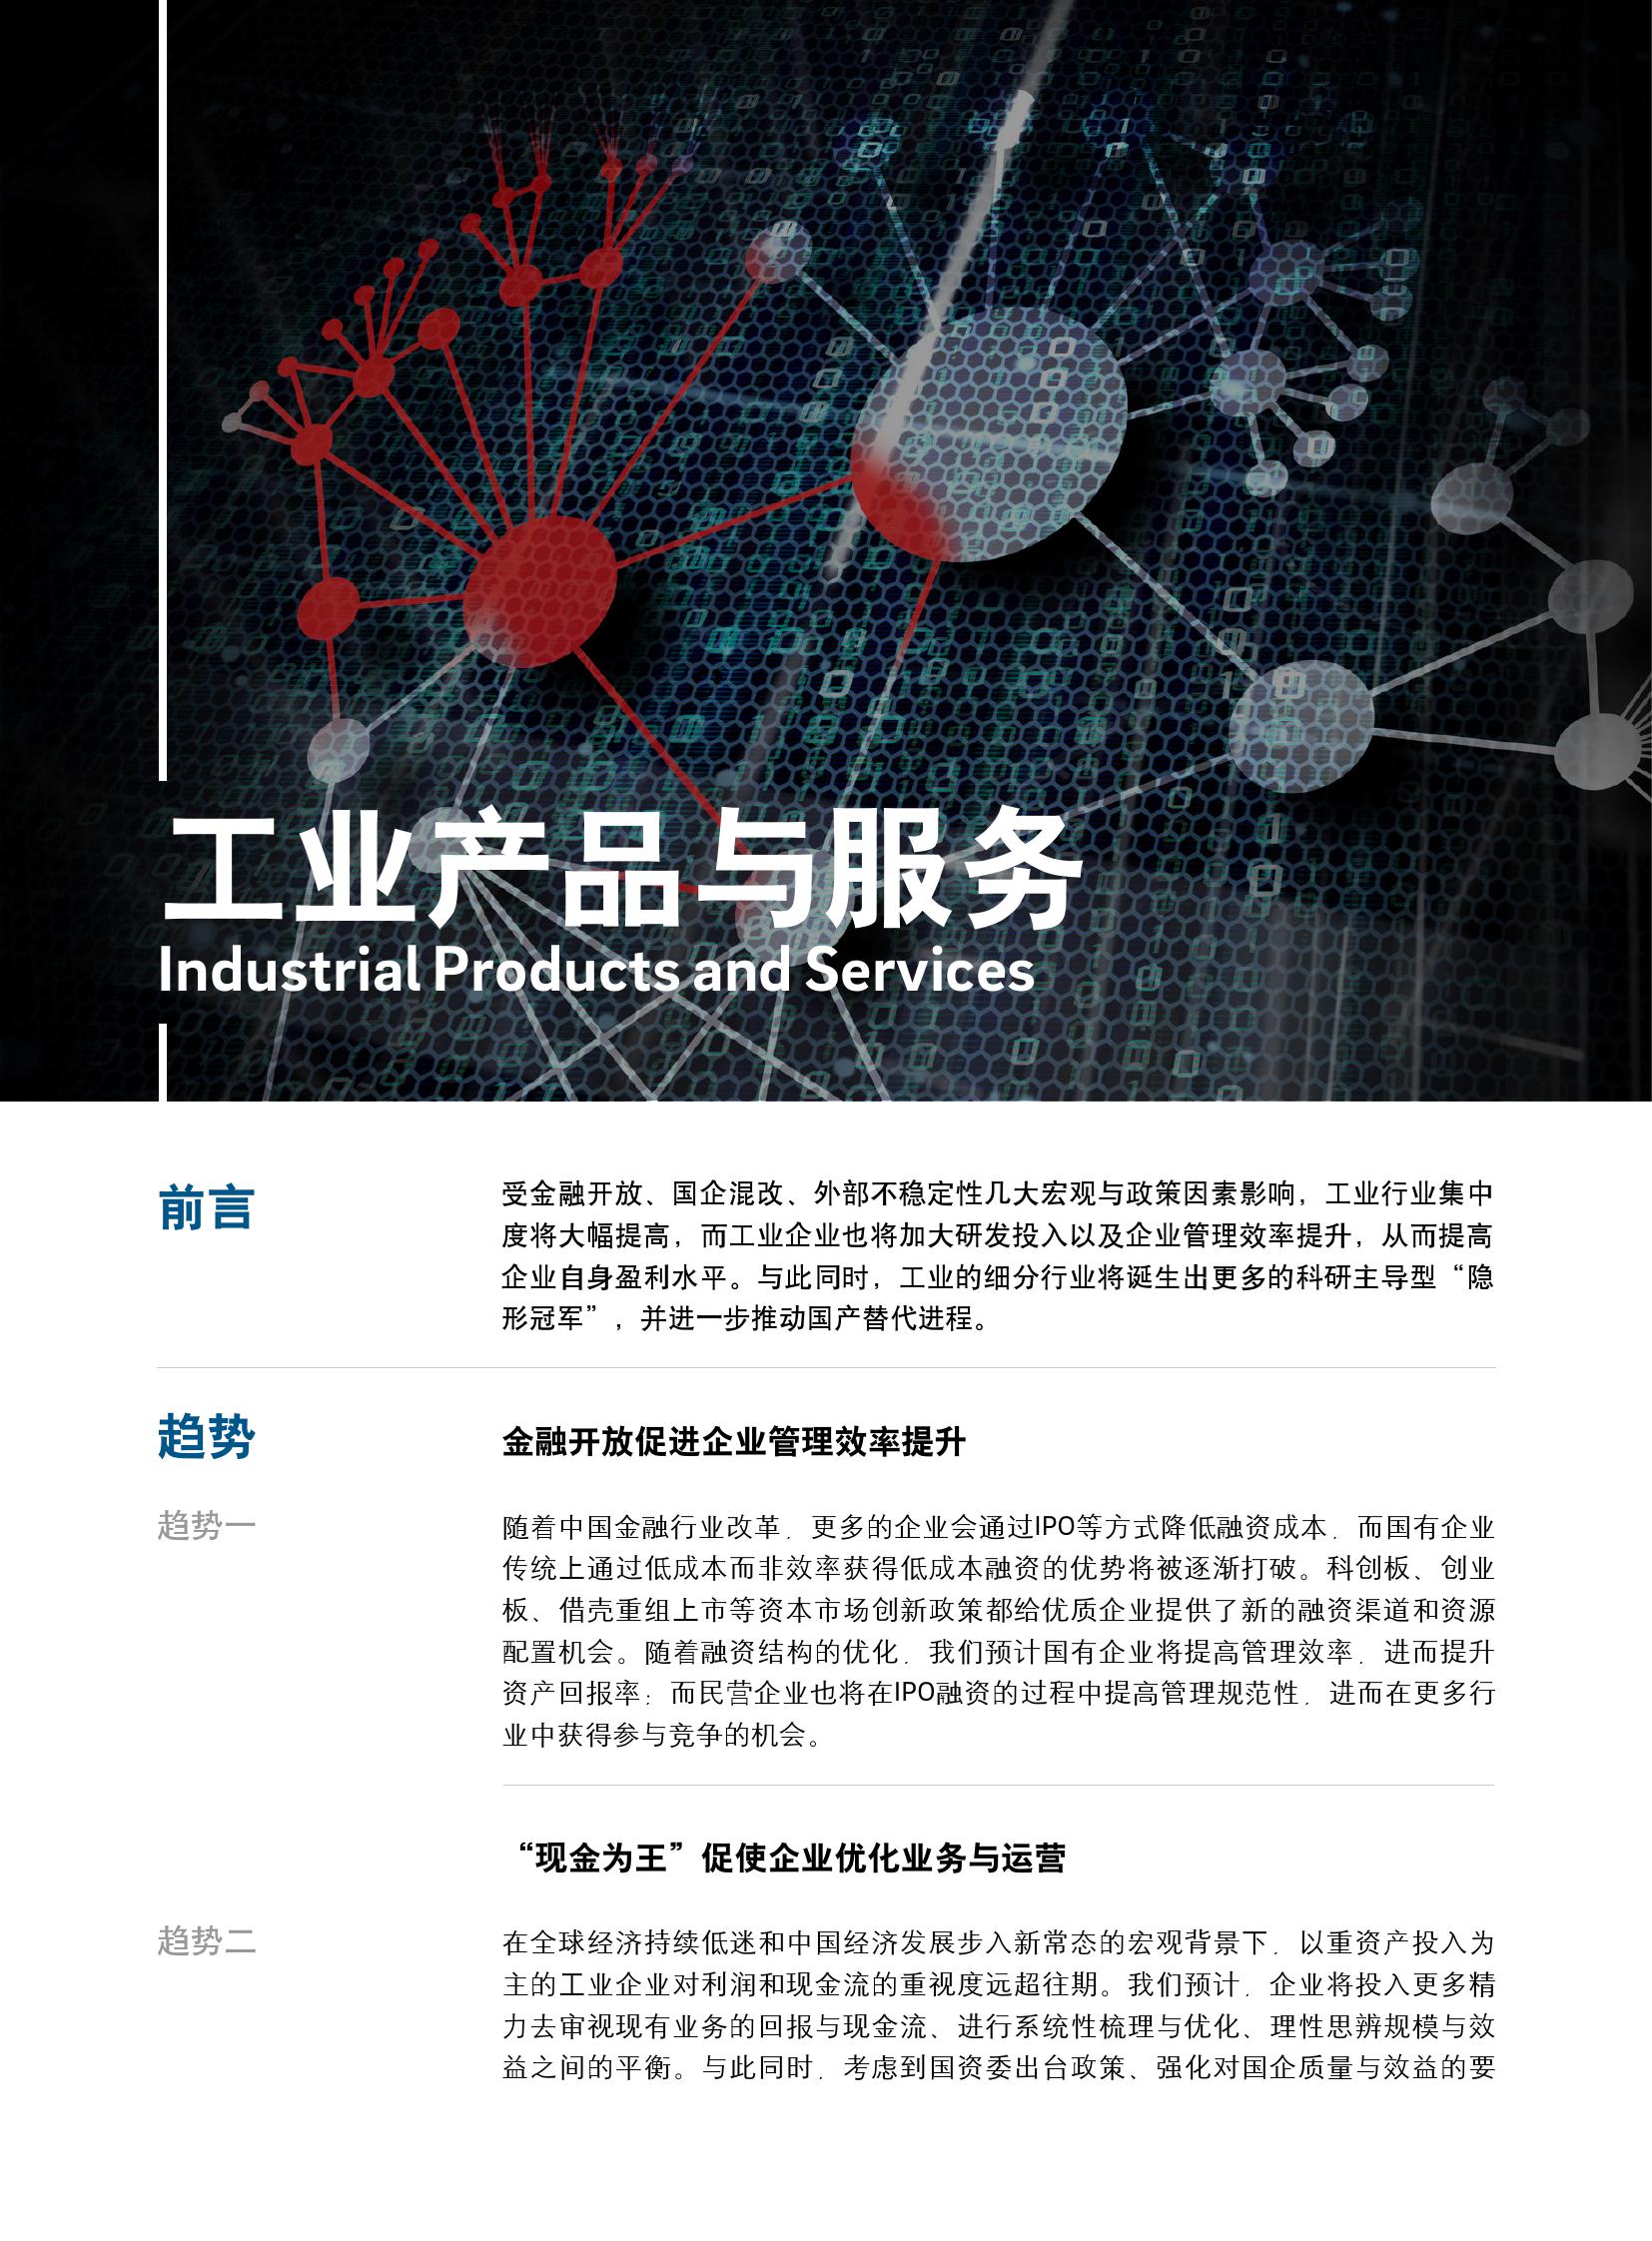 工业产品与服务
Industrial Products and Services
前言
受金融开放、国企混改、外部不稳定性几大宏观与政策因素影响，工业行业集中
度将大幅提高，而工业企业也将加大研发投入以及企业管理效率提升，从而提高
企业自身盈利水平。与此同时，工业的细分行业将诞生出更多的科研主导型“隐
形冠军”，并进一步推动国产替代进程。
趋势
金融开放促进企业管理效率提升
趋势一
随着中国金融行业改革，更多的企业会通过IPO等方式降低融资成本，而国有企业
传统上通过低成本而非效率获得低成本融资的优势将被逐渐打破。科创板、创业
板、借壳重组上市等资本市场创新政策都给优质企业提供了新的融资渠道和资源
配置机会。随着融资结构的优化，我们预计国有企业将提高管理效率，进而提升
资产回报率；而民营企业也将在IPO融资的过程中提高管理规范性，进而在更多行
业中获得参与竞争的机会。
“现金为王”促使企业优化业务与运营
趋势二
在全球经济持续低迷和中国经济发展步入新常态的宏观背景下，以重资产投入为
主的工业企业对利润和现金流的重视度远超往期。我们预计，企业将投入更多精
力去审视现有业务的回报与现金流、进行系统性梳理与优化、理性思辨规模与效
益之间的平衡。与此同时，考虑到国资委出台政策、强化对国企质量与效益的要